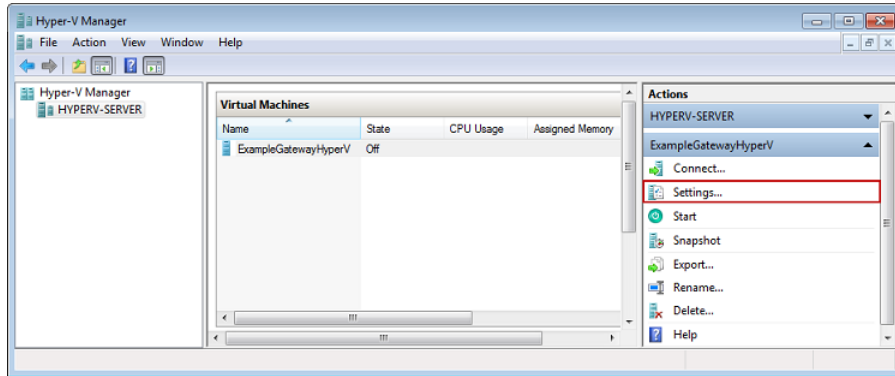 Hyper-V Manager
File Action View Window Help
Hyper-V Manager
HYPERV-SERVER
Virtual Machines
Name State CPU Usage Assigned Memory
ExampleGatewayHyperV Off
Actions
HYPERV-SERVER
ExampleGatewayHyperV
Connect...
Settings...
Start
Snapshot
Export...
Rename...
Delete...
Help